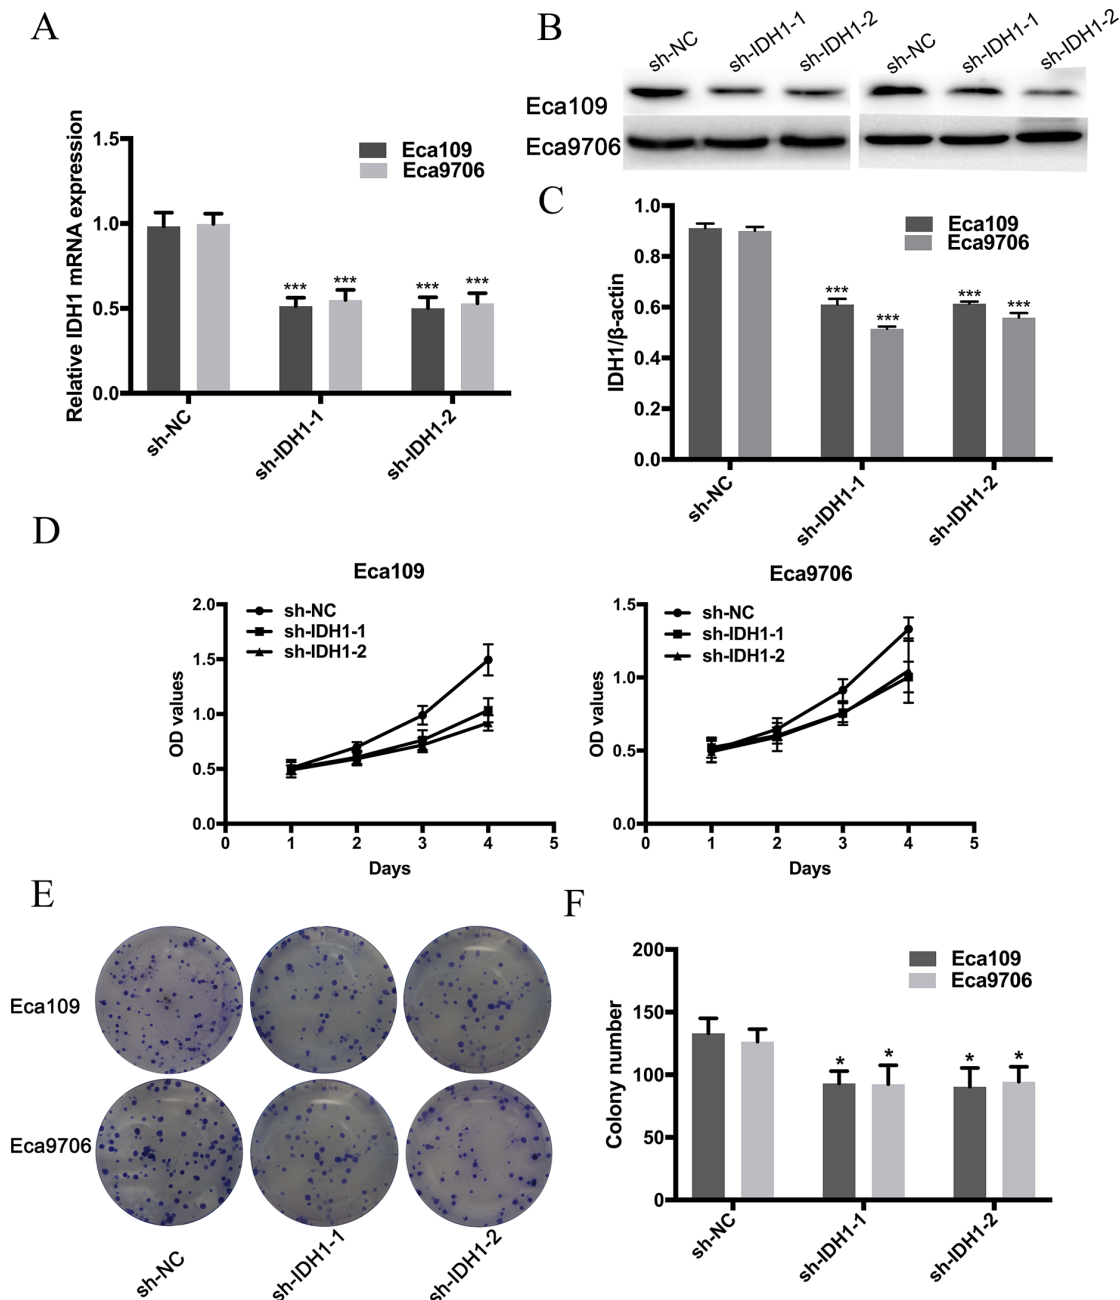 A
Relative IDH1 mRNA expression
1.5
1.0
0.5
0.0
Eca109
Eca9706
***
***
***
***
sh-NC
sh-IDH1-1
sh-IDH1-2
B
sh-NC
sh-IDH1-1
sh-IDH1-2
sh-NC
sh-IDH1-1
sh-IDH1-2
Eca109
Eca9706
C
IDH1/β-actin
1.0
0.8
0.6
0.4
0.2
0.0
Eca109
Eca9706
***
***
***
***
sh-NC
sh-IDH1-1
sh-IDH1-2
D
Eca109
OD values
2.0
1.5
1.0
0.5
0.0
sh-NC
sh-IDH1-1
sh-IDH1-2
0 1 2 3 4 5
Days
Eca9706
OD values
1.5
1.0
0.5
0.0
sh-NC
sh-IDH1-1
sh-IDH1-2
0 1 2 3 4 5
Days
E
Eca109
Eca9706
sh-NC
sh-IDH1-1
sh-IDH1-2
F
Colony number
200
150
100
50
0
Eca109
Eca9706
*
*
*
*
sh-NC
sh-IDH1-1
sh-IDH1-2